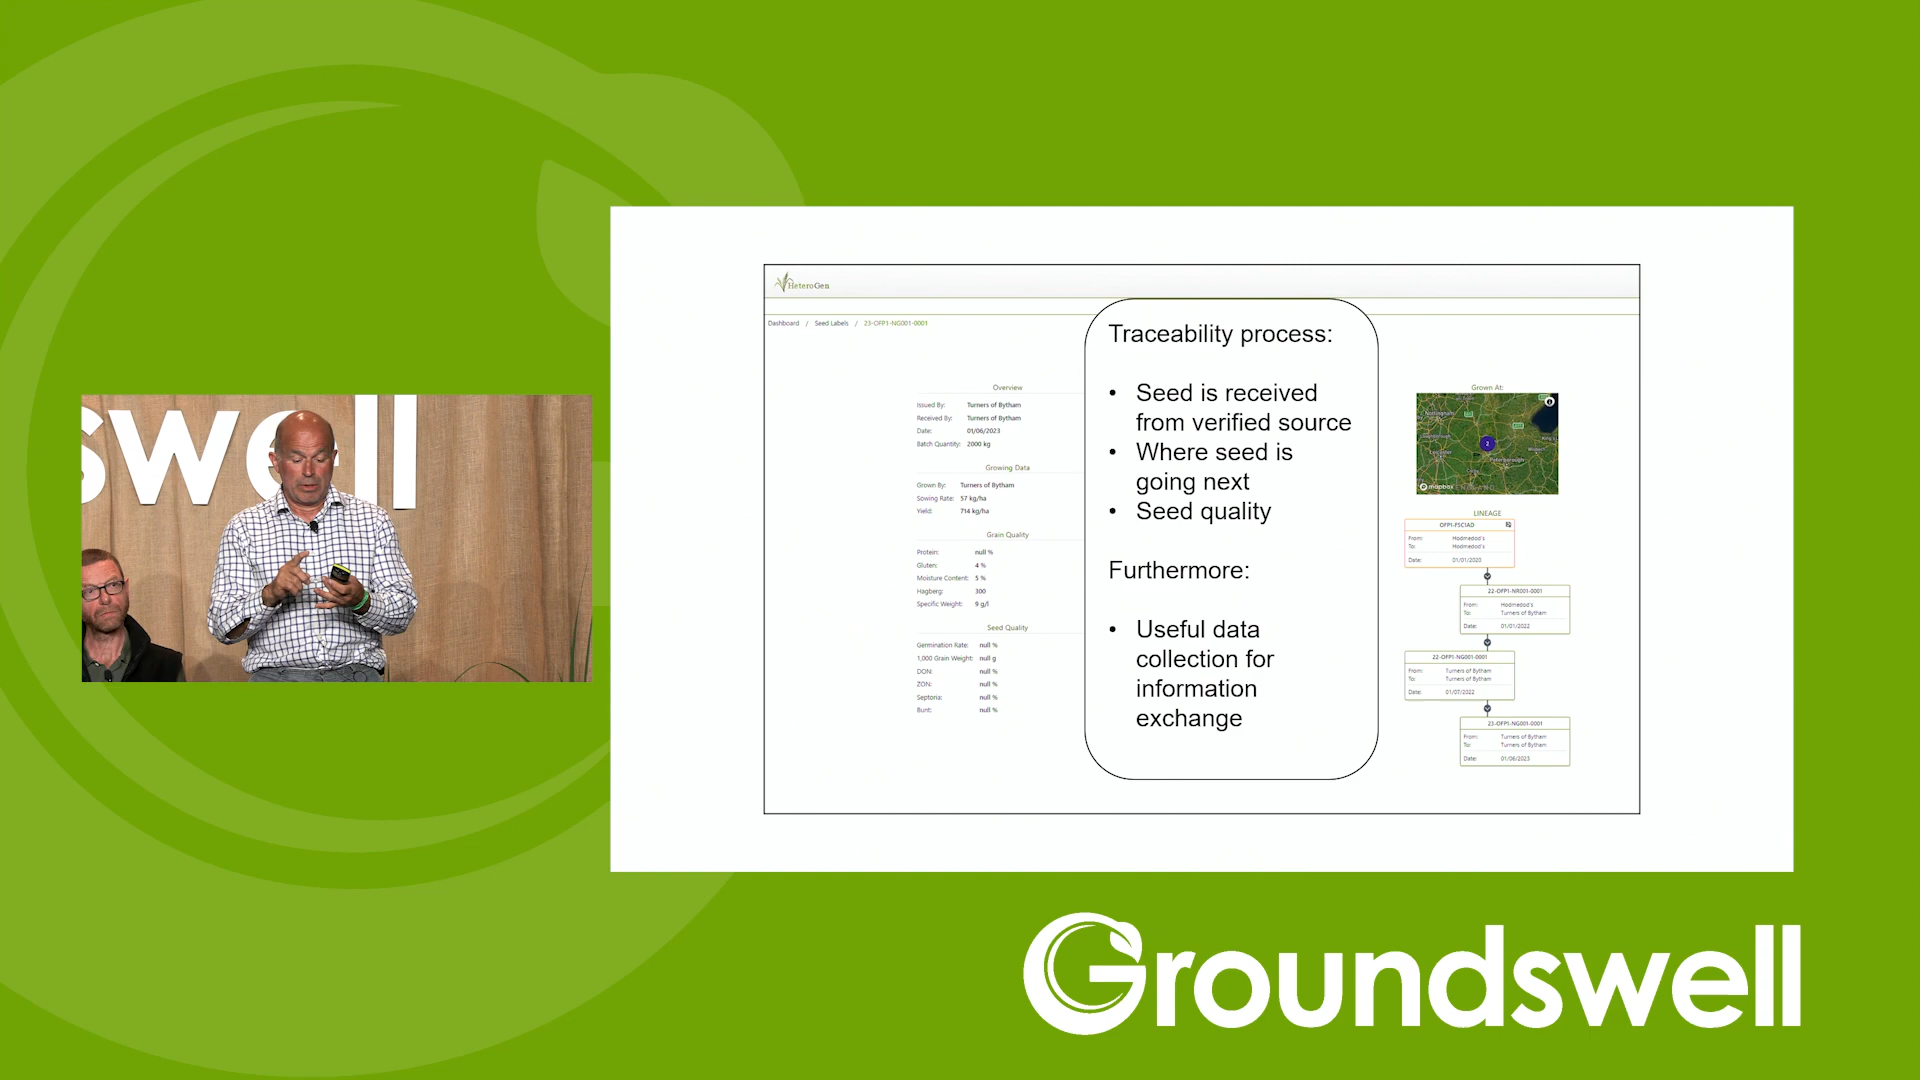 swell
HeteroGen
Dashboard / Seed Labels / 23-OFP1-NG001-0001
Overview
Issued By: Turners of Bytham
Received By: Turners of Bytham
Date: 01/06/2023
Batch Quantity: 2000 kg
Growing Data
Grown By: Turners of Bytham
Sowing Rate: 57 kg/ha
Yield: 714 kg/ha
Grain Quality
Protein: null %
Gluten: 4 %
Moisture Content: 5 %
Hagberg: 300
Specific Weight: 9 g/l
Seed Quality
Germination Rate: null %
1,000 Grain Weight: null g
DON: null %
ZON: null %
Septoria: null %
Bunt: null %
Traceability process:
• Seed is received
from verified source
• Where seed is
going next
• Seed quality
Furthermore:
• Useful data
collection for
information
exchange
Grown At:
Nottingham
Leicester
Peterborough
2
mapbox
LINEAGE
OFP1-FSCIAD
From: Hodmedod's
To: Hodmedod's
Date: 01/01/2020
22-OFP1-NR001-0001
From: Hodmedod's
To: Turners of Bytham
Date: 01/01/2022
22-OFP1-NG001-0001
From: Turners of Bytham
To: Turners of Bytham
Date: 01/07/2022
23-OFP1-NG001-0001
From: Turners of Bytham
To: Turners of Bytham
Date: 01/06/2023
Groundswell